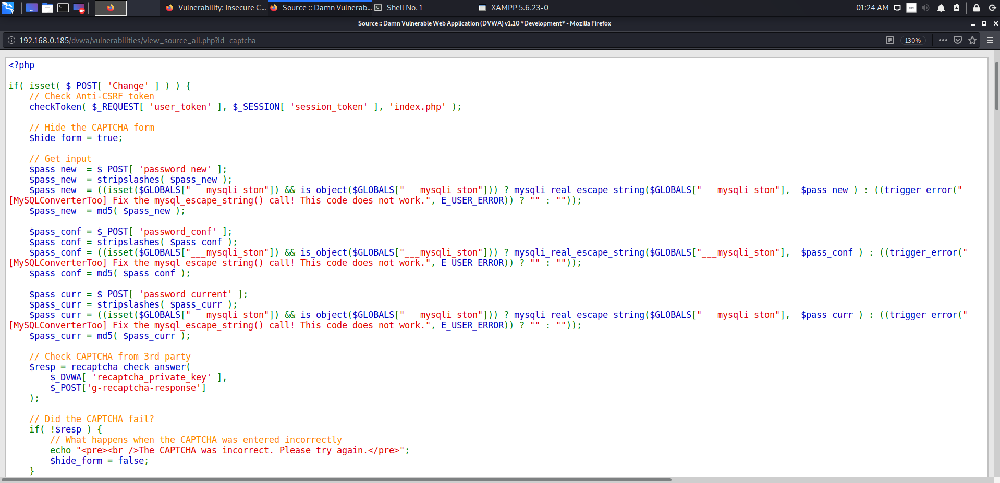 Vulnerability: Insecure C...
Source :: Damn Vulnerab...
Shell No. 1
XAMPP 5.6.23-0
01:24 AM
Source :: Damn Vulnerable Web Application (DVWA) v1.10 *Development* - Mozilla Firefox
192.168.0.185/dvwa/vulnerabilities/view_source_all.php?id=captcha
130%
<?php
if( isset( $_POST[ 'Change' ] ) ) {
    // Check Anti-CSRF token
    checkToken( $_REQUEST[ 'user_token' ], $_SESSION[ 'session_token' ], 'index.php' );
    // Hide the CAPTCHA form
    $hide_form = true;
    // Get input
    $pass_new  = $_POST[ 'password_new' ];
    $pass_new  = stripslashes( $pass_new );
    $pass_new  = ((isset($GLOBALS["___mysqli_ston"]) && is_object($GLOBALS["___mysqli_ston"])) ? mysqli_real_escape_string($GLOBALS["___mysqli_ston"],  $pass_new ) : ((trigger_error("
[MySQLConverterToo] Fix the mysql_escape_string() call! This code does not work.", E_USER_ERROR)) ? "" : ""));
    $pass_new  = md5( $pass_new );
    $pass_conf = $_POST[ 'password_conf' ];
    $pass_conf = stripslashes( $pass_conf );
    $pass_conf = ((isset($GLOBALS["___mysqli_ston"]) && is_object($GLOBALS["___mysqli_ston"])) ? mysqli_real_escape_string($GLOBALS["___mysqli_ston"],  $pass_conf ) : ((trigger_error("
[MySQLConverterToo] Fix the mysql_escape_string() call! This code does not work.", E_USER_ERROR)) ? "" : ""));
    $pass_conf = md5( $pass_conf );
    $pass_curr = $_POST[ 'password_current' ];
    $pass_curr = stripslashes( $pass_curr );
    $pass_curr = ((isset($GLOBALS["___mysqli_ston"]) && is_object($GLOBALS["___mysqli_ston"])) ? mysqli_real_escape_string($GLOBALS["___mysqli_ston"],  $pass_curr ) : ((trigger_error("
[MySQLConverterToo] Fix the mysql_escape_string() call! This code does not work.", E_USER_ERROR)) ? "" : ""));
    $pass_curr = md5( $pass_curr );
    // Check CAPTCHA from 3rd party
    $resp = recaptcha_check_answer(
        $_DVWA[ 'recaptcha_private_key' ],
        $_POST['g-recaptcha-response']
    );
    // Did the CAPTCHA fail?
    if( !$resp ) {
        // What happens when the CAPTCHA was entered incorrectly
        echo "<pre><br />The CAPTCHA was incorrect. Please try again.</pre>";
        $hide_form = false;
    }